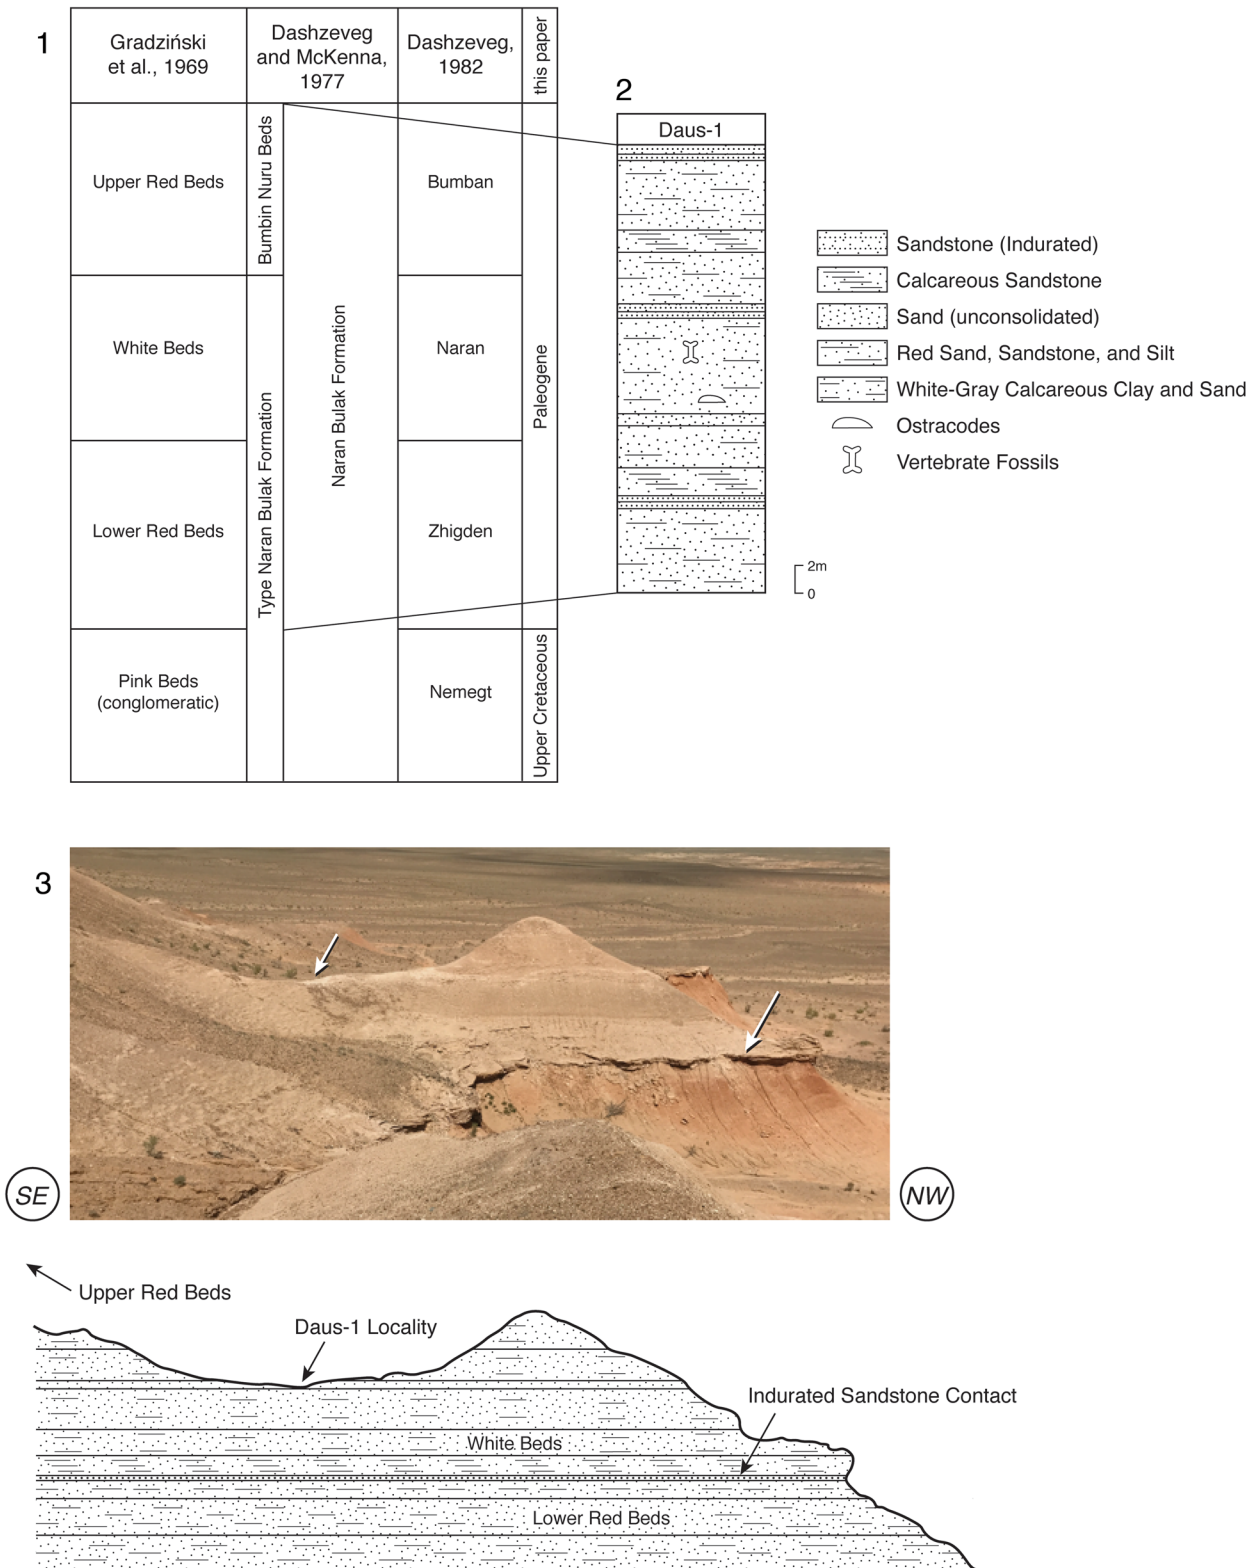 1
Gradziński
et al., 1969
Dashzeveg
and McKenna,
1977
Dashzeveg,
1982
this paper
Upper Red Beds
White Beds
Lower Red Beds
Pink Beds
(conglomeratic)
Bumbin Nuru Beds
Type Naran Bulak Formation
Naran Bulak Formation
Bumban
Naran
Zhigden
Nemegt
Paleogene
Upper Cretaceous
2
Daus-1
2m
0
Sandstone (Indurated)
Calcareous Sandstone
Sand (unconsolidated)
Red Sand, Sandstone, and Silt
White-Gray Calcareous Clay and Sand
Ostracodes
Vertebrate Fossils
3
SE
NW
Upper Red Beds
Daus-1 Locality
Indurated Sandstone Contact
White Beds
Lower Red Beds